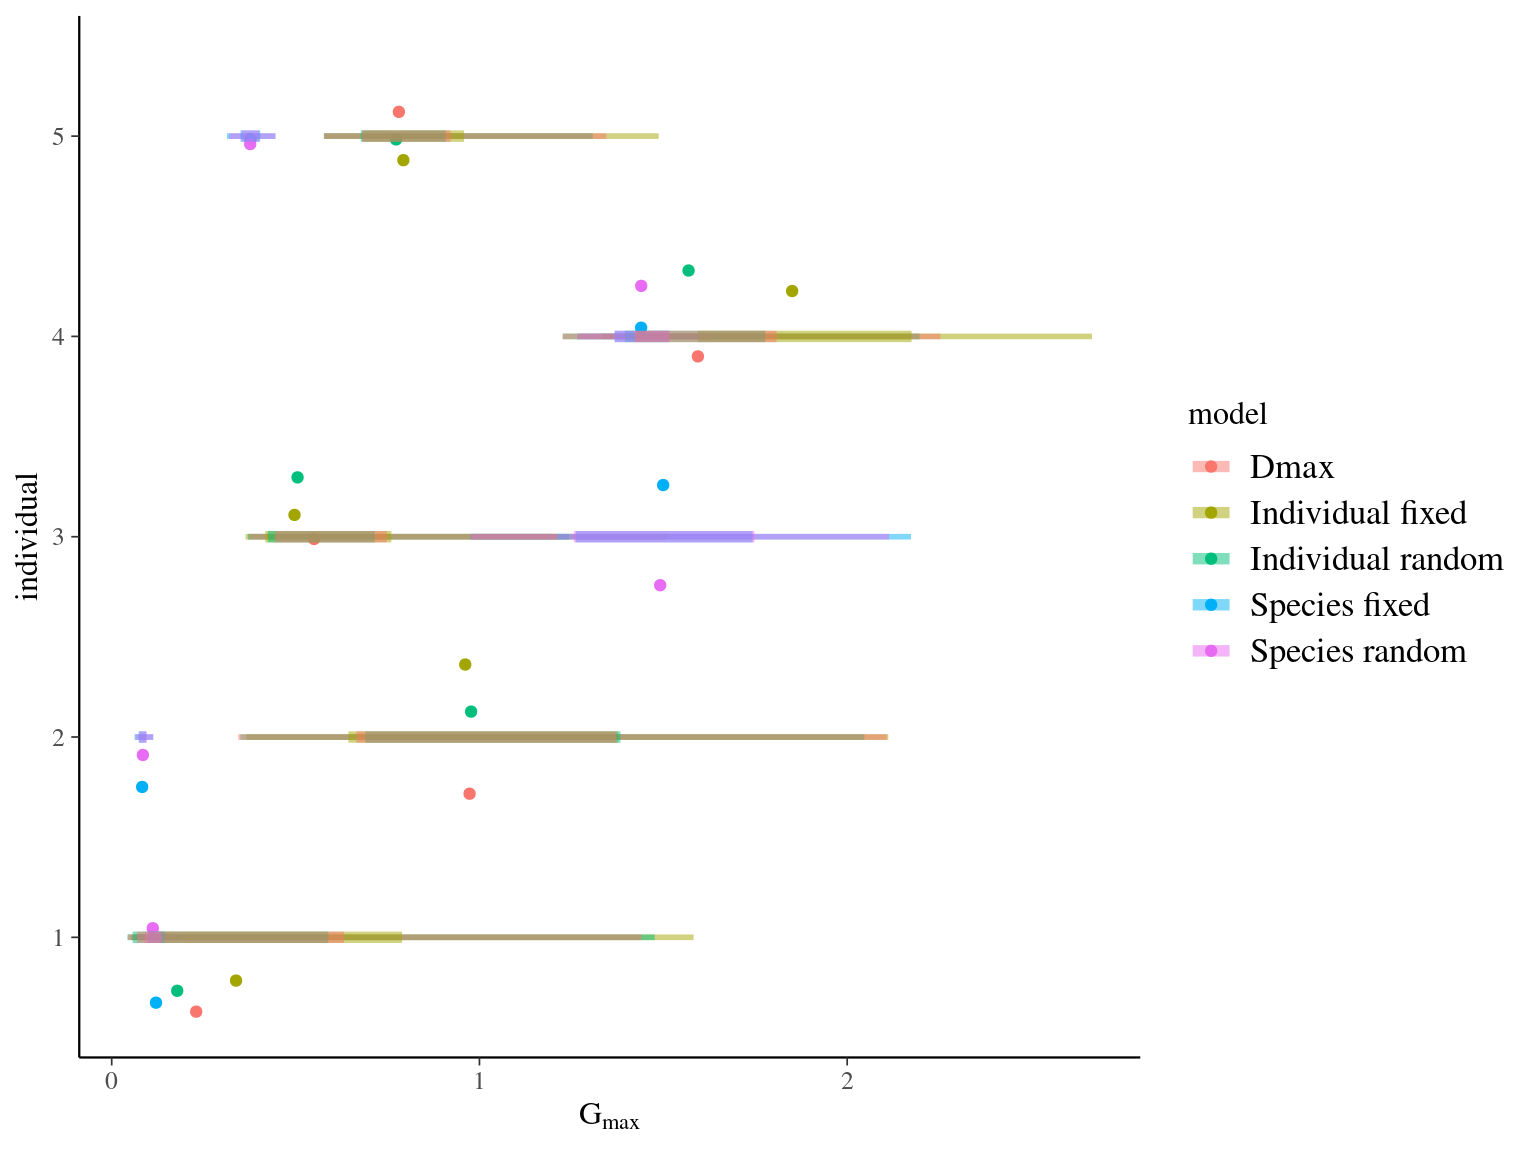 5
4
3
2
1
individual
0 1 2
Gmax
model
Dmax
Individual fixed
Individual random
Species fixed
Species random